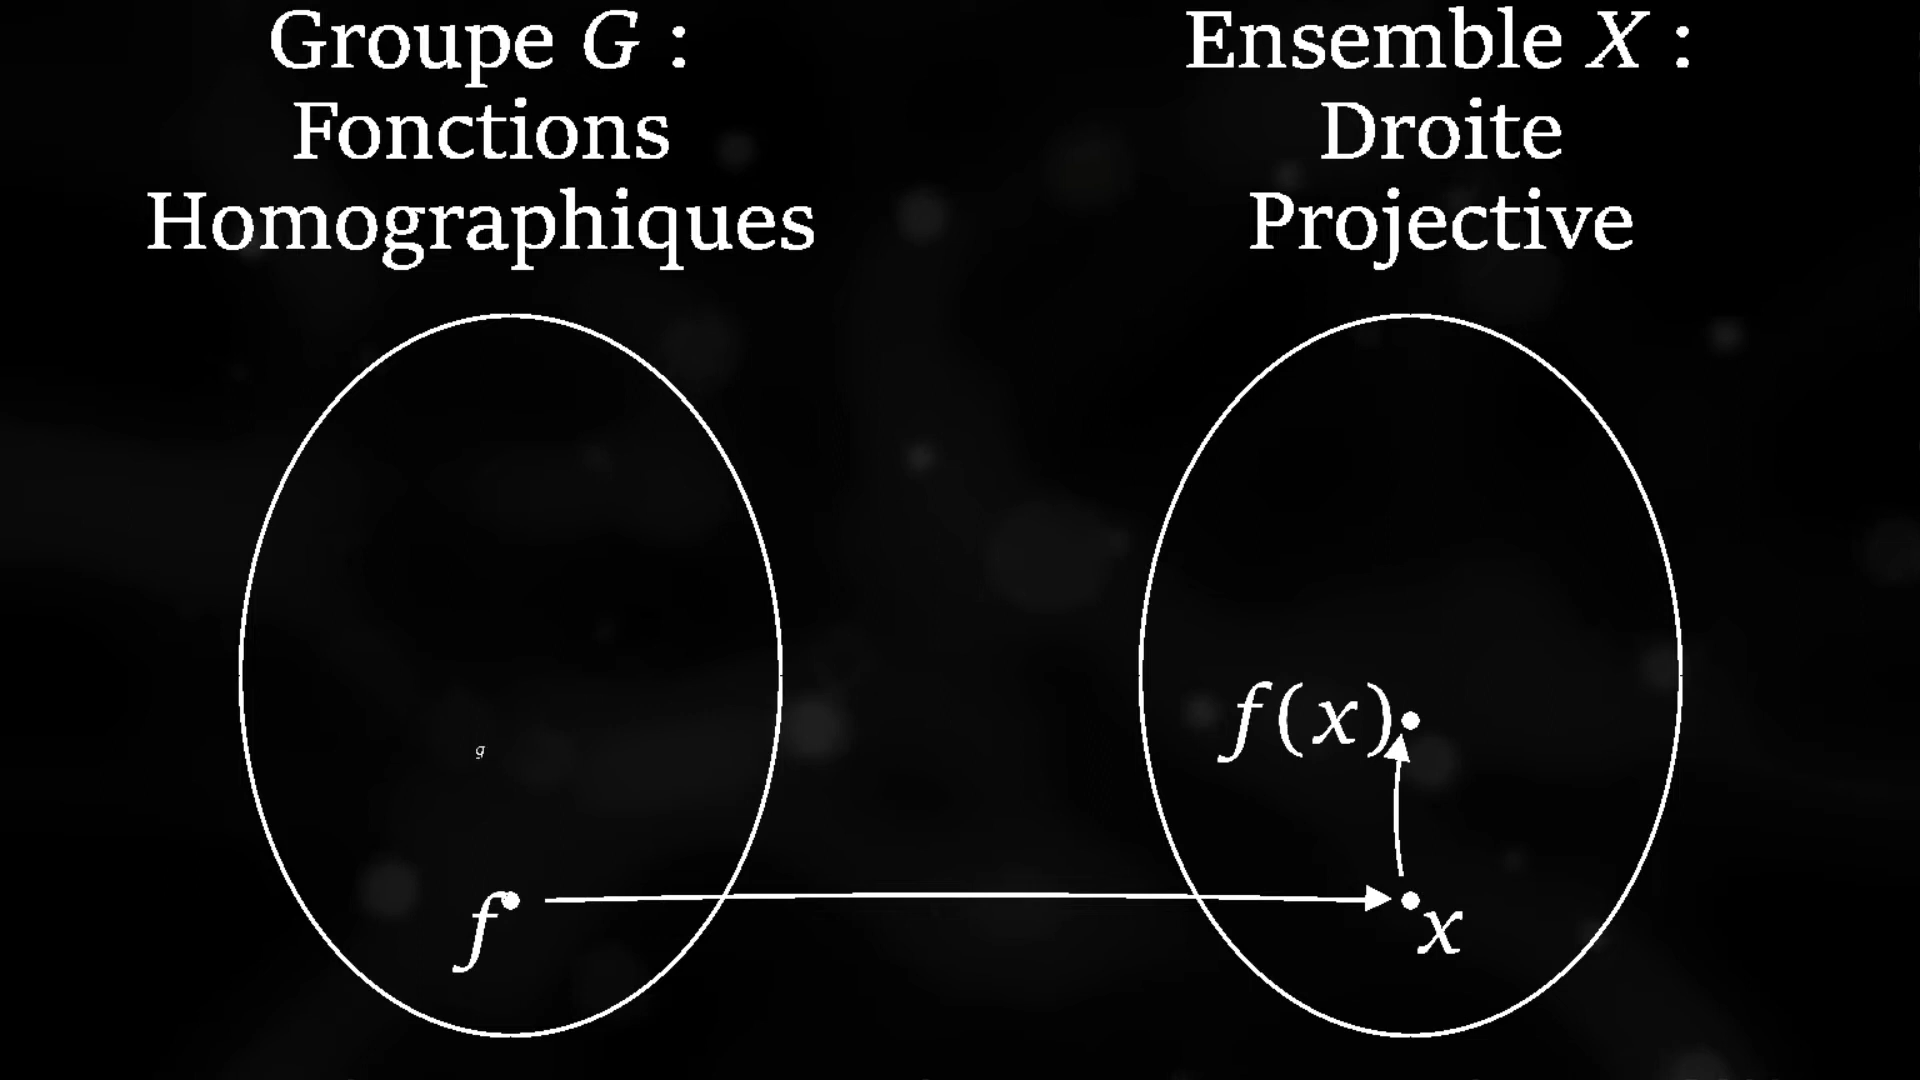 Groupe G :
Fonctions
Homographiques
Ensemble X :
Droite
Projective
f(x)
g
f
x